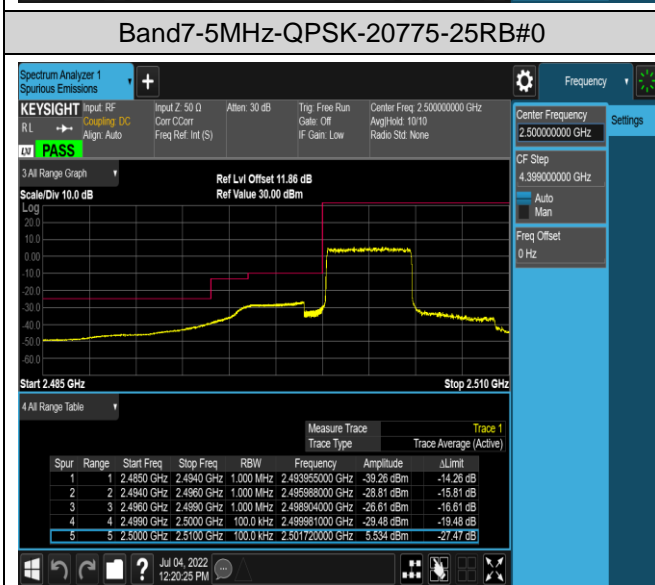 Band7-5MHz-QPSK-20775-25RB#0
Spectrum Analyzer 1
Spurious Emissions
Frequency
KEYSIGHT
RL
LXI
PASS
Input: RF
Coupling: DC
Align: Auto
Input Z: 50 Ω
Corr CCorr
Freq Ref: Int (S)
Atten: 30 dB
Trig: Free Run
Gate: Off
IF Gain: Low
Center Freq: 2.500000000 GHz
Avg|Hold: 10/10
Radio Std: None
Center Frequency
2.500000000 GHz
Settings
CF Step
4.399000000 GHz
Auto
Man
Freq Offset
0 Hz
3 All Range Graph
Scale/Div 10.0 dB
Ref Lvl Offset 11.86 dB
Ref Value 30.00 dBm
Log
20.0
10.0
0.00
-10.0
-20.0
-30.0
-40.0
-50.0
-60.0
Start 2.485 GHz
Stop 2.510 GHz
4 All Range Table
Measure Trace Trace 1
Trace Type Trace Average (Active)
Spur Range Start Freq Stop Freq RBW Frequency Amplitude ΔLimit
1 1 2.4850 GHz 2.4940 GHz 1.000 MHz 2.493955000 GHz -39.26 dBm -14.26 dB
2 2 2.4940 GHz 2.4960 GHz 1.000 MHz 2.495988000 GHz -28.81 dBm -15.81 dB
3 3 2.4960 GHz 2.4990 GHz 1.000 MHz 2.498904000 GHz -26.61 dBm -16.61 dB
4 4 2.4990 GHz 2.5000 GHz 100.0 kHz 2.499981000 GHz -29.48 dBm -19.48 dB
5 5 2.5000 GHz 2.5100 GHz 100.0 kHz 2.501720000 GHz 5.534 dBm -27.47 dB
Jul 04, 2022
12:20:25 PM